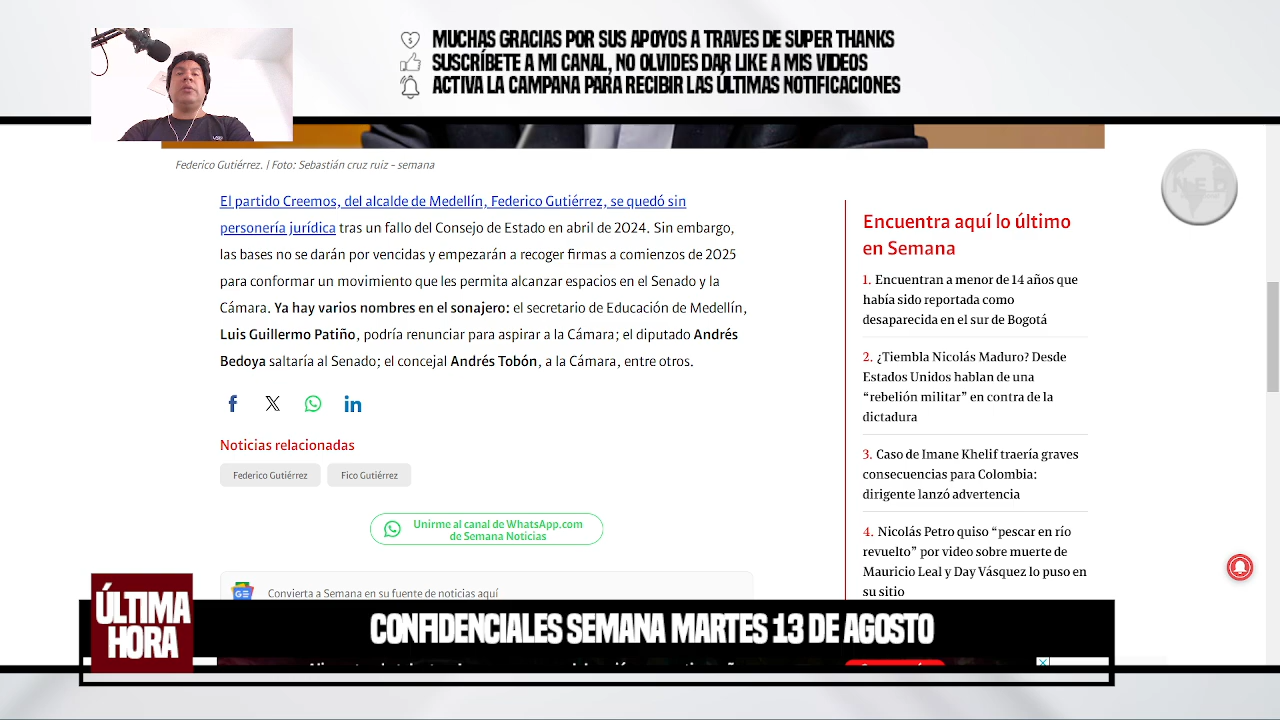 MUCHAS GRACIAS POR SUS APOYOS A TRAVES DE SUPER THANKS
SUSCRÍBETE A MI CANAL, NO OLVIDES DAR LIKE A MIS VIDEOS
ACTIVA LA CAMPANA PARA RECIBIR LAS ÚLTIMAS NOTIFICACIONES
Federico Gutiérrez. | Foto: Sebastián cruz ruiz - semana
El partido Creemos, del alcalde de Medellín, Federico Gutiérrez, se quedó sin
personería jurídica tras un fallo del Consejo de Estado en abril de 2024. Sin embargo,
las bases no se darán por vencidas y empezarán a recoger firmas a comienzos de 2025
para conformar un movimiento que les permita alcanzar espacios en el Senado y la
Cámara. Ya hay varios nombres en el sonajero: el secretario de Educación de Medellín,
Luis Guillermo Patiño, podría renunciar para aspirar a la Cámara; el diputado Andrés
Bedoya saltaría al Senado; el concejal Andrés Tobón, a la Cámara, entre otros.
Noticias relacionadas
Federico Gutiérrez
Fico Gutiérrez
Unirme al canal de WhatsApp.com
de Semana Noticias
Convierta a Semana en su fuente de noticias aquí
NED
Encuentra aquí lo último
en Semana
1. Encuentran a menor de 14 años que
había sido reportada como
desaparecida en el sur de Bogotá
2. ¿Tiembla Nicolás Maduro? Desde
Estados Unidos hablan de una
“rebelión militar” en contra de la
dictadura
3. Caso de Imane Khelif traería graves
consecuencias para Colombia:
dirigente lanzó advertencia
4. Nicolás Petro quiso “pescar en río
revuelto” por video sobre muerte de
Mauricio Leal y Day Vásquez lo puso en
su sitio
ÚLTIMA
HORA
CONFIDENCIALES SEMANA MARTES 13 DE AGOSTO